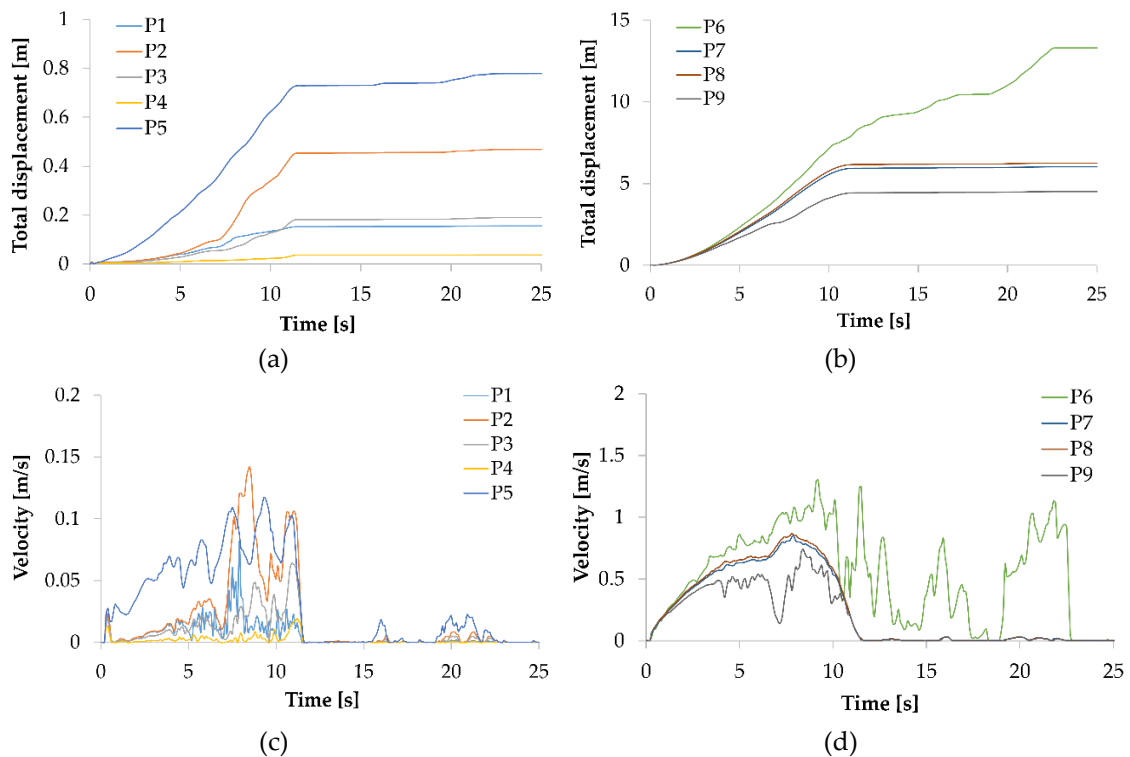 Total displacement [m]
1
0.8
0.6
0.4
0.2
0
P1
P2
P3
P4
P5
0 5 10 15 20 25
Time [s]
(a)
Total displacement [m]
15
10
5
0
P6
P7
P8
P9
0 5 10 15 20 25
Time [s]
(b)
Velocity [m/s]
0.2
0.15
0.1
0.05
0
P1
P2
P3
P4
P5
0 5 10 15 20 25
Time [s]
(c)
Velocity [m/s]
2
1.5
1
0.5
0
P6
P7
P8
P9
0 5 10 15 20 25
Time [s]
(d)